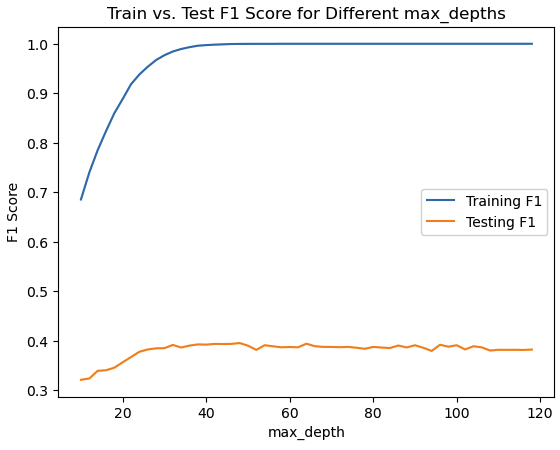 Train vs. Test F1 Score for Different max_depths
1.0
0.9
0.8
0.7
0.6
0.5
0.4
0.3
F1 Score
Training F1
Testing F1
20
40
60
80
100
120
max_depth